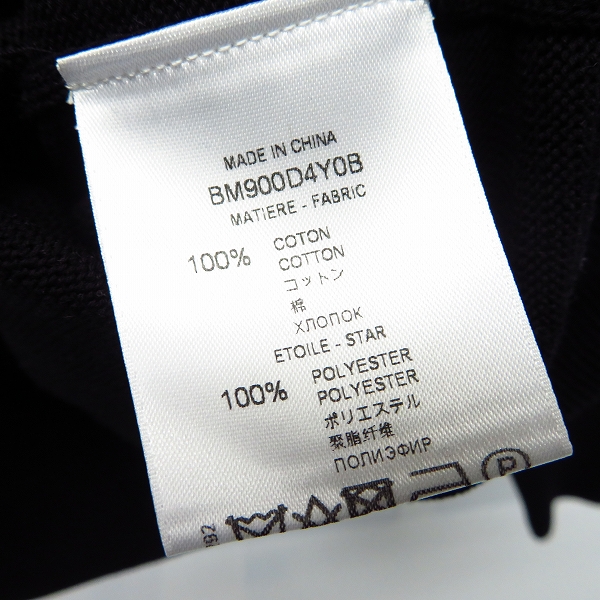 MADE IN CHINA
BM900D4Y0B
MATIERE - FABRIC
100% COTON
COTTON
コットン
棉
ХЛОПОК
ETOILE - STAR
100% POLYESTER
POLYESTER
ポリエステル
聚脂纤维
ПОЛИЭФИР
P